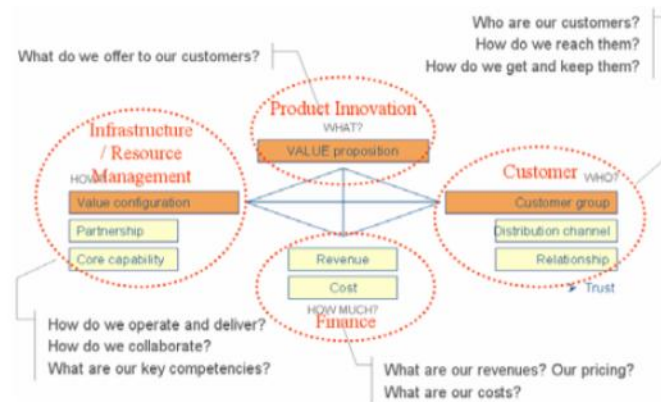 Who are our customers?
How do we reach them?
How do we get and keep them?
What do we offer to our customers?
Product Innovation
WHAT?
VALUE proposition
Infrastructure
/ Resource
Management
HOW?
Value configuration
Partnership
Core capability
Customer
WHO?
Customer group
Distribution channel
Relationship
Trust
Revenue
Cost
HOW MUCH?
Finance
How do we operate and deliver?
How do we collaborate?
What are our key competencies?
What are our revenues? Our pricing?
What are our costs?